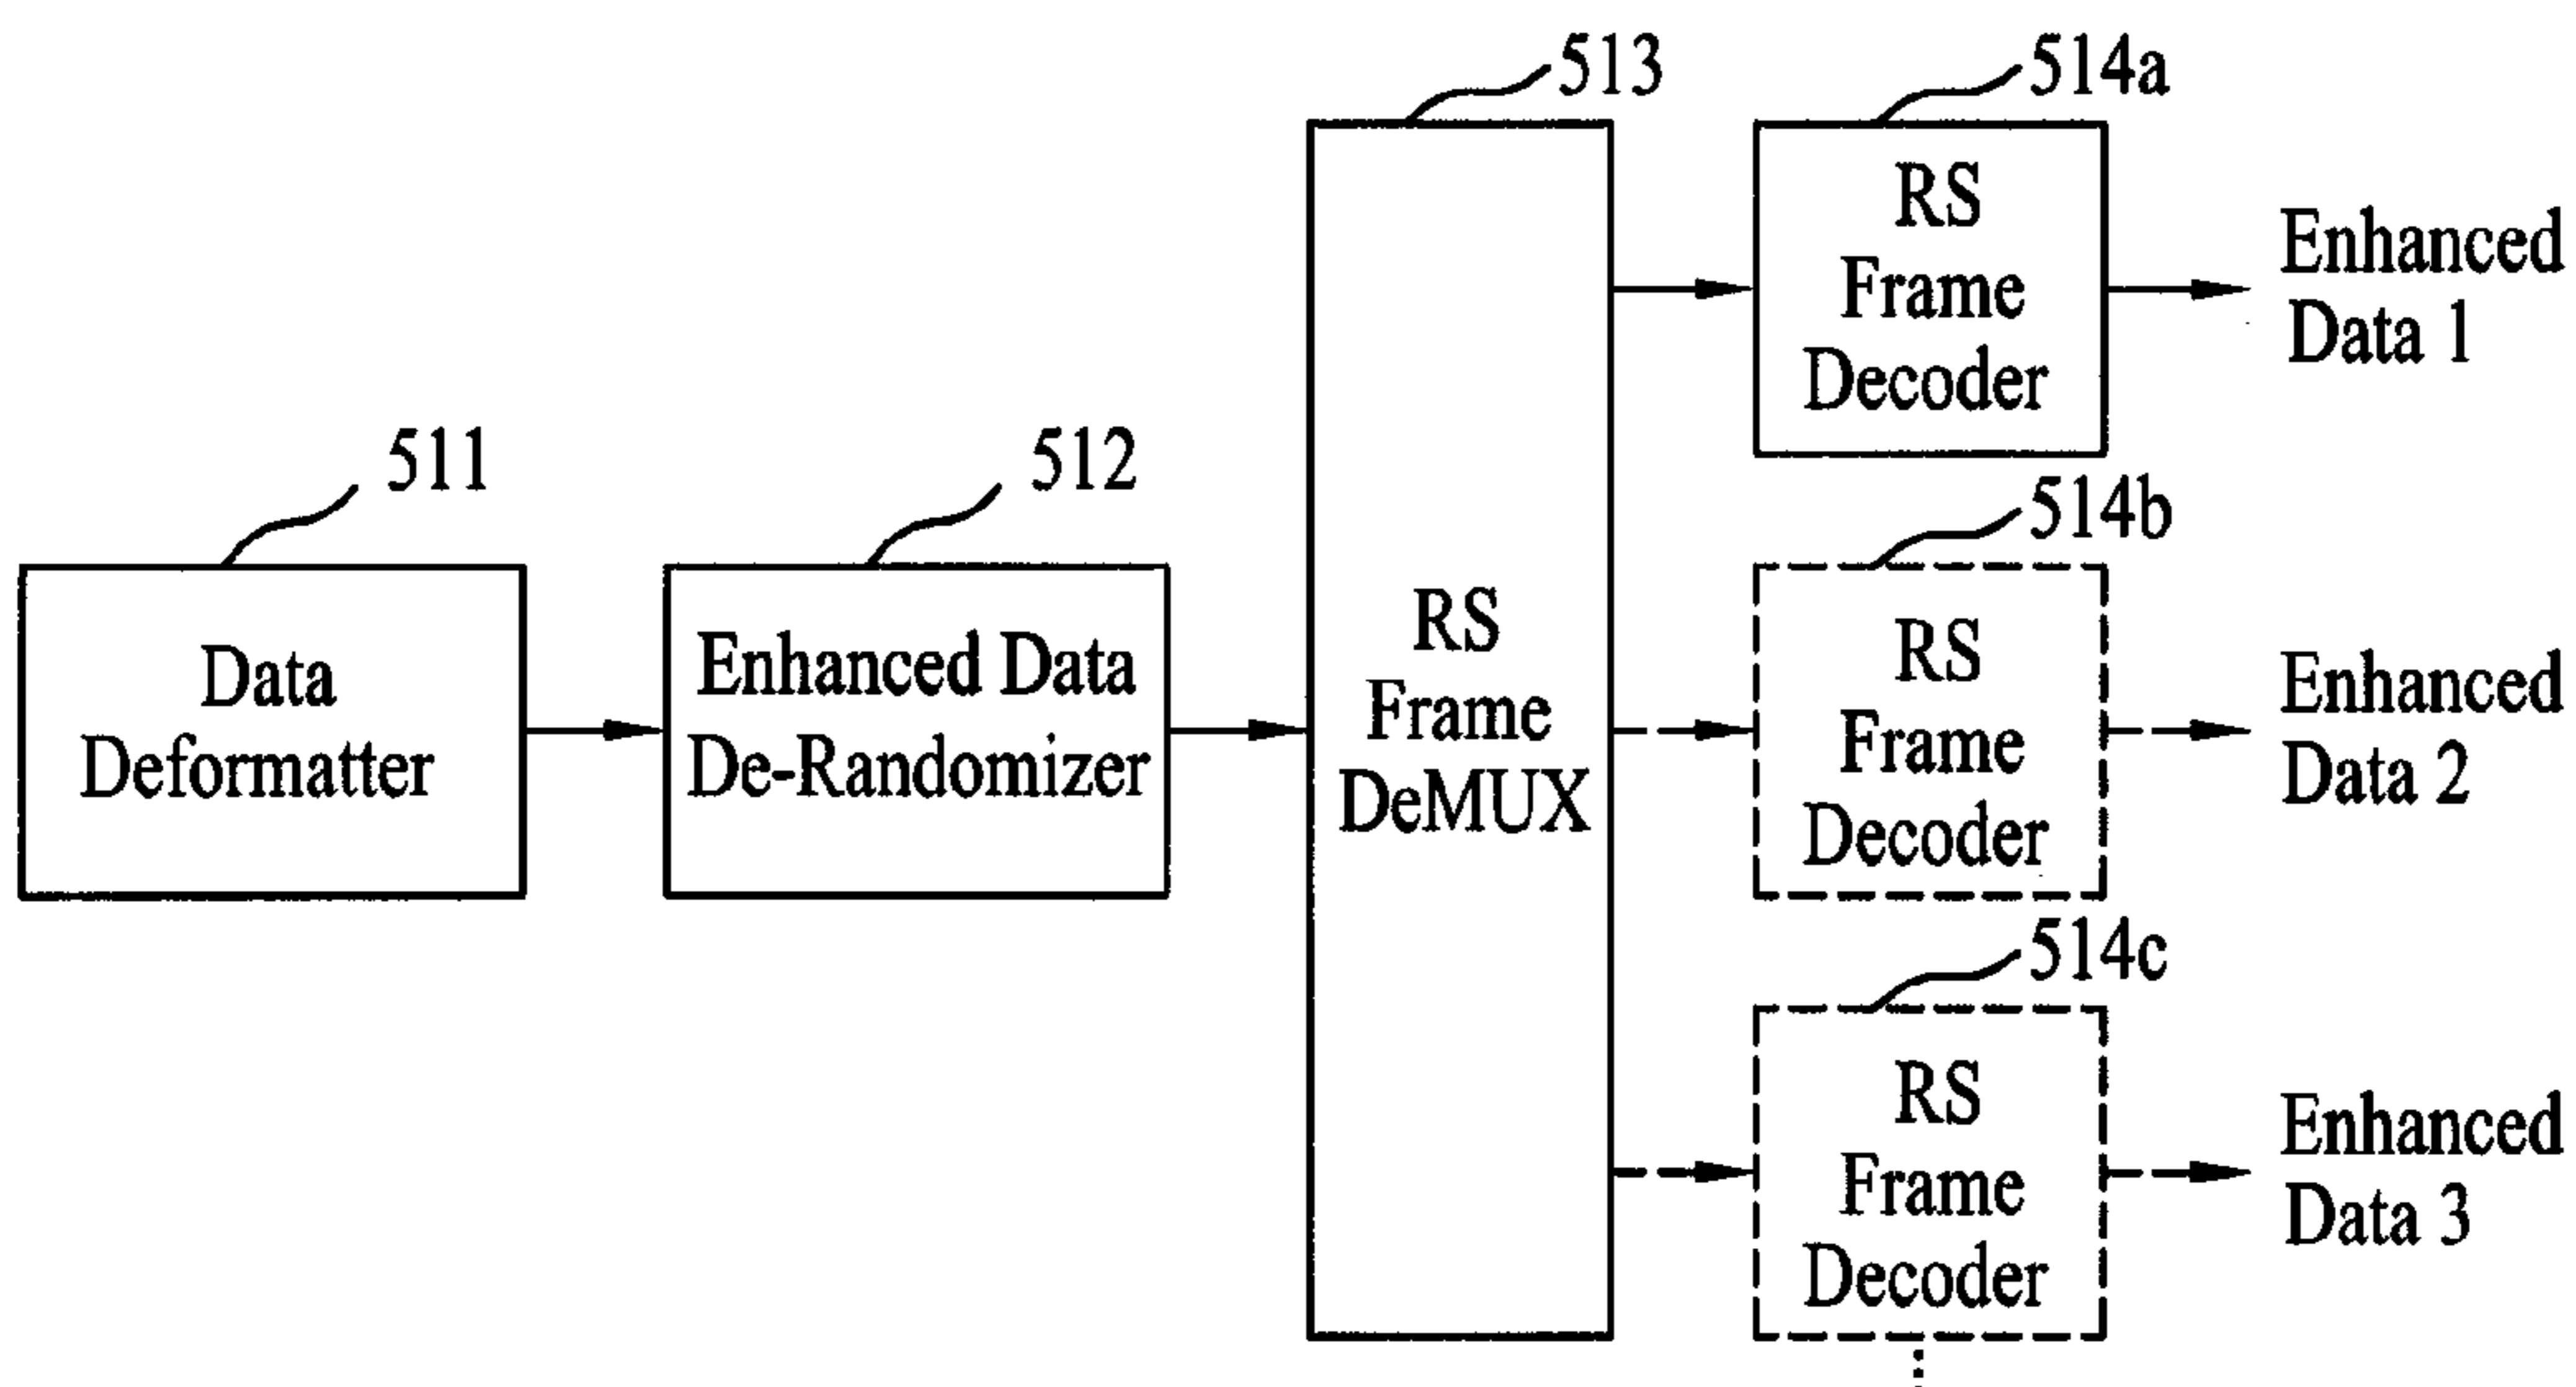 513
514a
RS
Frame
Decoder
Enhanced
Data 1
511
512
514b
Data
Deformatter
Enhanced Data
De-Randomizer
RS
Frame
DeMUX
RS
Frame
Decoder
Enhanced
Data 2
514c
RS
Frame
Decoder
Enhanced
Data 3